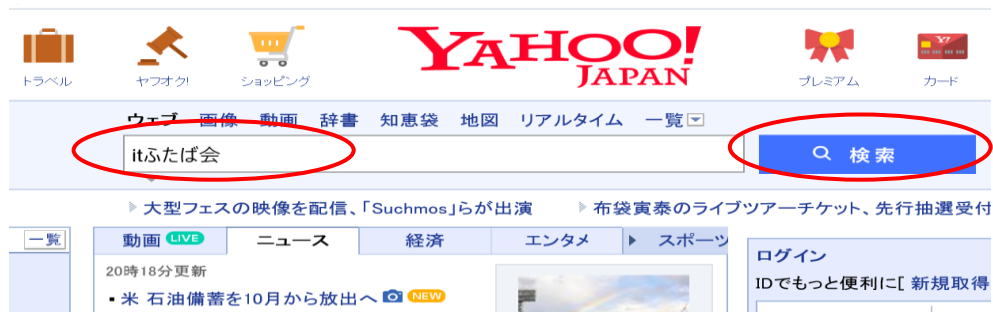 YAHOO!
JAPAN
トラベル ヤフオク! ショッピング プレミアム カード
ウェブ 画像 動画 辞書 知恵袋 地図 リアルタイム 一覧
itふたば会 検索
大型フェスの映像を配信、「Suchmos」らが出演 布袋寅泰のライブツアーチケット、先行抽選受付
一覧 動画 LIVE ニュース 経済 エンタメ スポーツ
ログイン
20時18分更新
IDでもっと便利に[ 新規取得
・米 石油備蓄を10月から放出へ NEW